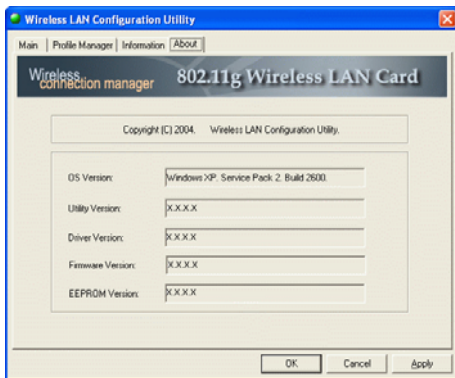 Wireless LAN Configuration Utility
Main Profile Manager Information About
Wireless
connection manager
802.11g Wireless LAN Card
Copyright (C) 2004. Wireless LAN Configuration Utility.
OS Version: Windows XP. Service Pack 2. Build 2600.
Utility Version: X.X.X.X
Driver Version: X.X.X.X
Firmware Version: X.X.X.X
EEPROM Version: X.X.X.X
OK Cancel Apply